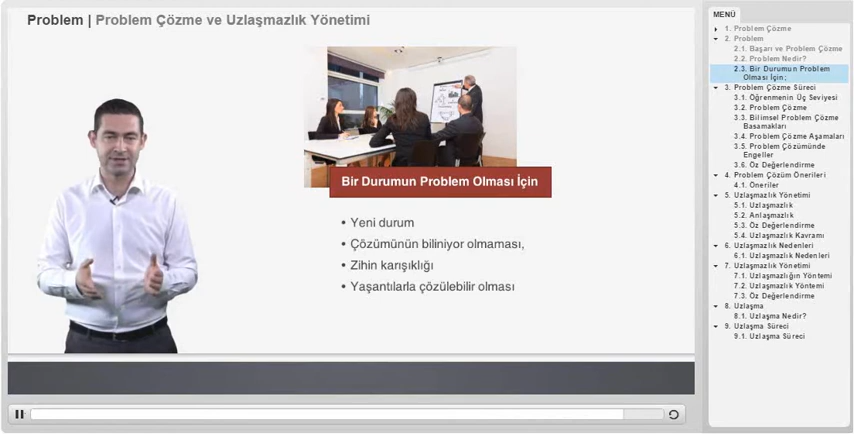 Problem | Problem Çözme ve Uzlaşmazlık Yönetimi
Bir Durumun Problem Olması İçin
• Yeni durum
• Çözümünün biliniyor olmaması,
• Zihin karışıklığı
• Yaşantılarla çözülebilir olması
MENÜ
1. Problem Çözme
2. Problem
2.1. Başarı ve Problem Çözme
2.2. Problem Nedir?
2.3. Bir Durumun Problem
Olması İçin;
3. Problem Çözme Süreci
3.1. Öğrenmenin Üç Seviyesi
3.2. Problem Çözme
3.3. Bilimsel Problem Çözme
Basamakları
3.4. Problem Çözme Aşamaları
3.5. Problem Çözümünde
Engeller
3.6. Öz Değerlendirme
4. Problem Çözüm Önerileri
4.1. Öneriler
5. Uzlaşmazlık Yönetimi
5.1. Uzlaşmazlık
5.2. Anlaşmazlık
5.3. Öz Değerlendirme
5.4. Uzlaşmazlık Kavramı
6. Uzlaşmazlık Nedenleri
6.1. Uzlaşmazlık Nedenleri
7. Uzlaşmazlık Yönetimi
7.1. Uzlaşmazlığın Yöntemi
7.2. Uzlaşmazlık Yöntemi
7.3. Öz Değerlendirme
8. Uzlaşma
8.1. Uzlaşma Nedir?
9. Uzlaşma Süreci
9.1. Uzlaşma Süreci